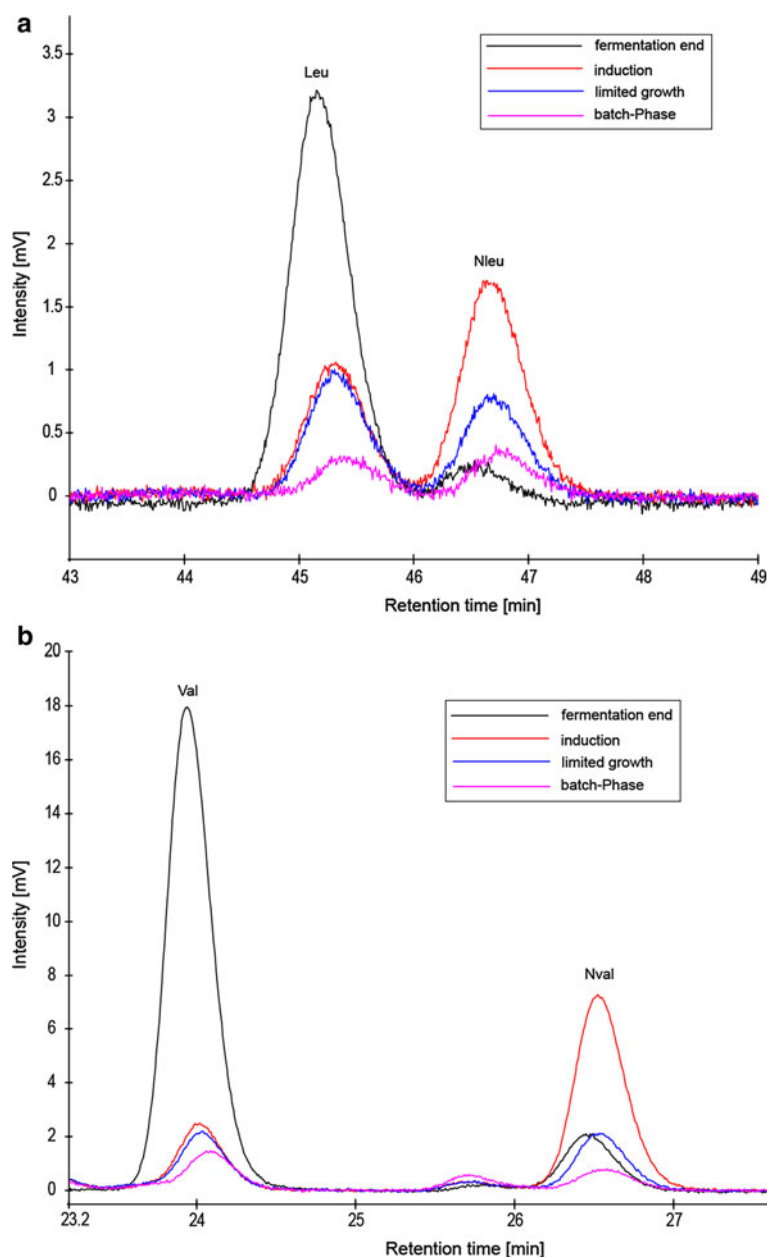 a
3.5
3
2.5
2
1.5
1
0.5
0
Intensity [mV]
Leu
Nleu
fermentation end
induction
limited growth
batch-Phase
43 44 45 46 47 48 49
Retention time [min]
b
20
18
16
14
12
10
8
6
4
2
0
Intensity [mV]
Val
Nval
fermentation end
induction
limited growth
batch-Phase
23.2 24 25 26 27
Retention time [min]